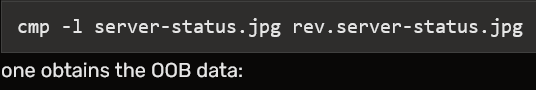 cmp -l server-status.jpg rev.server-status.jpg
one obtains the OOB data: